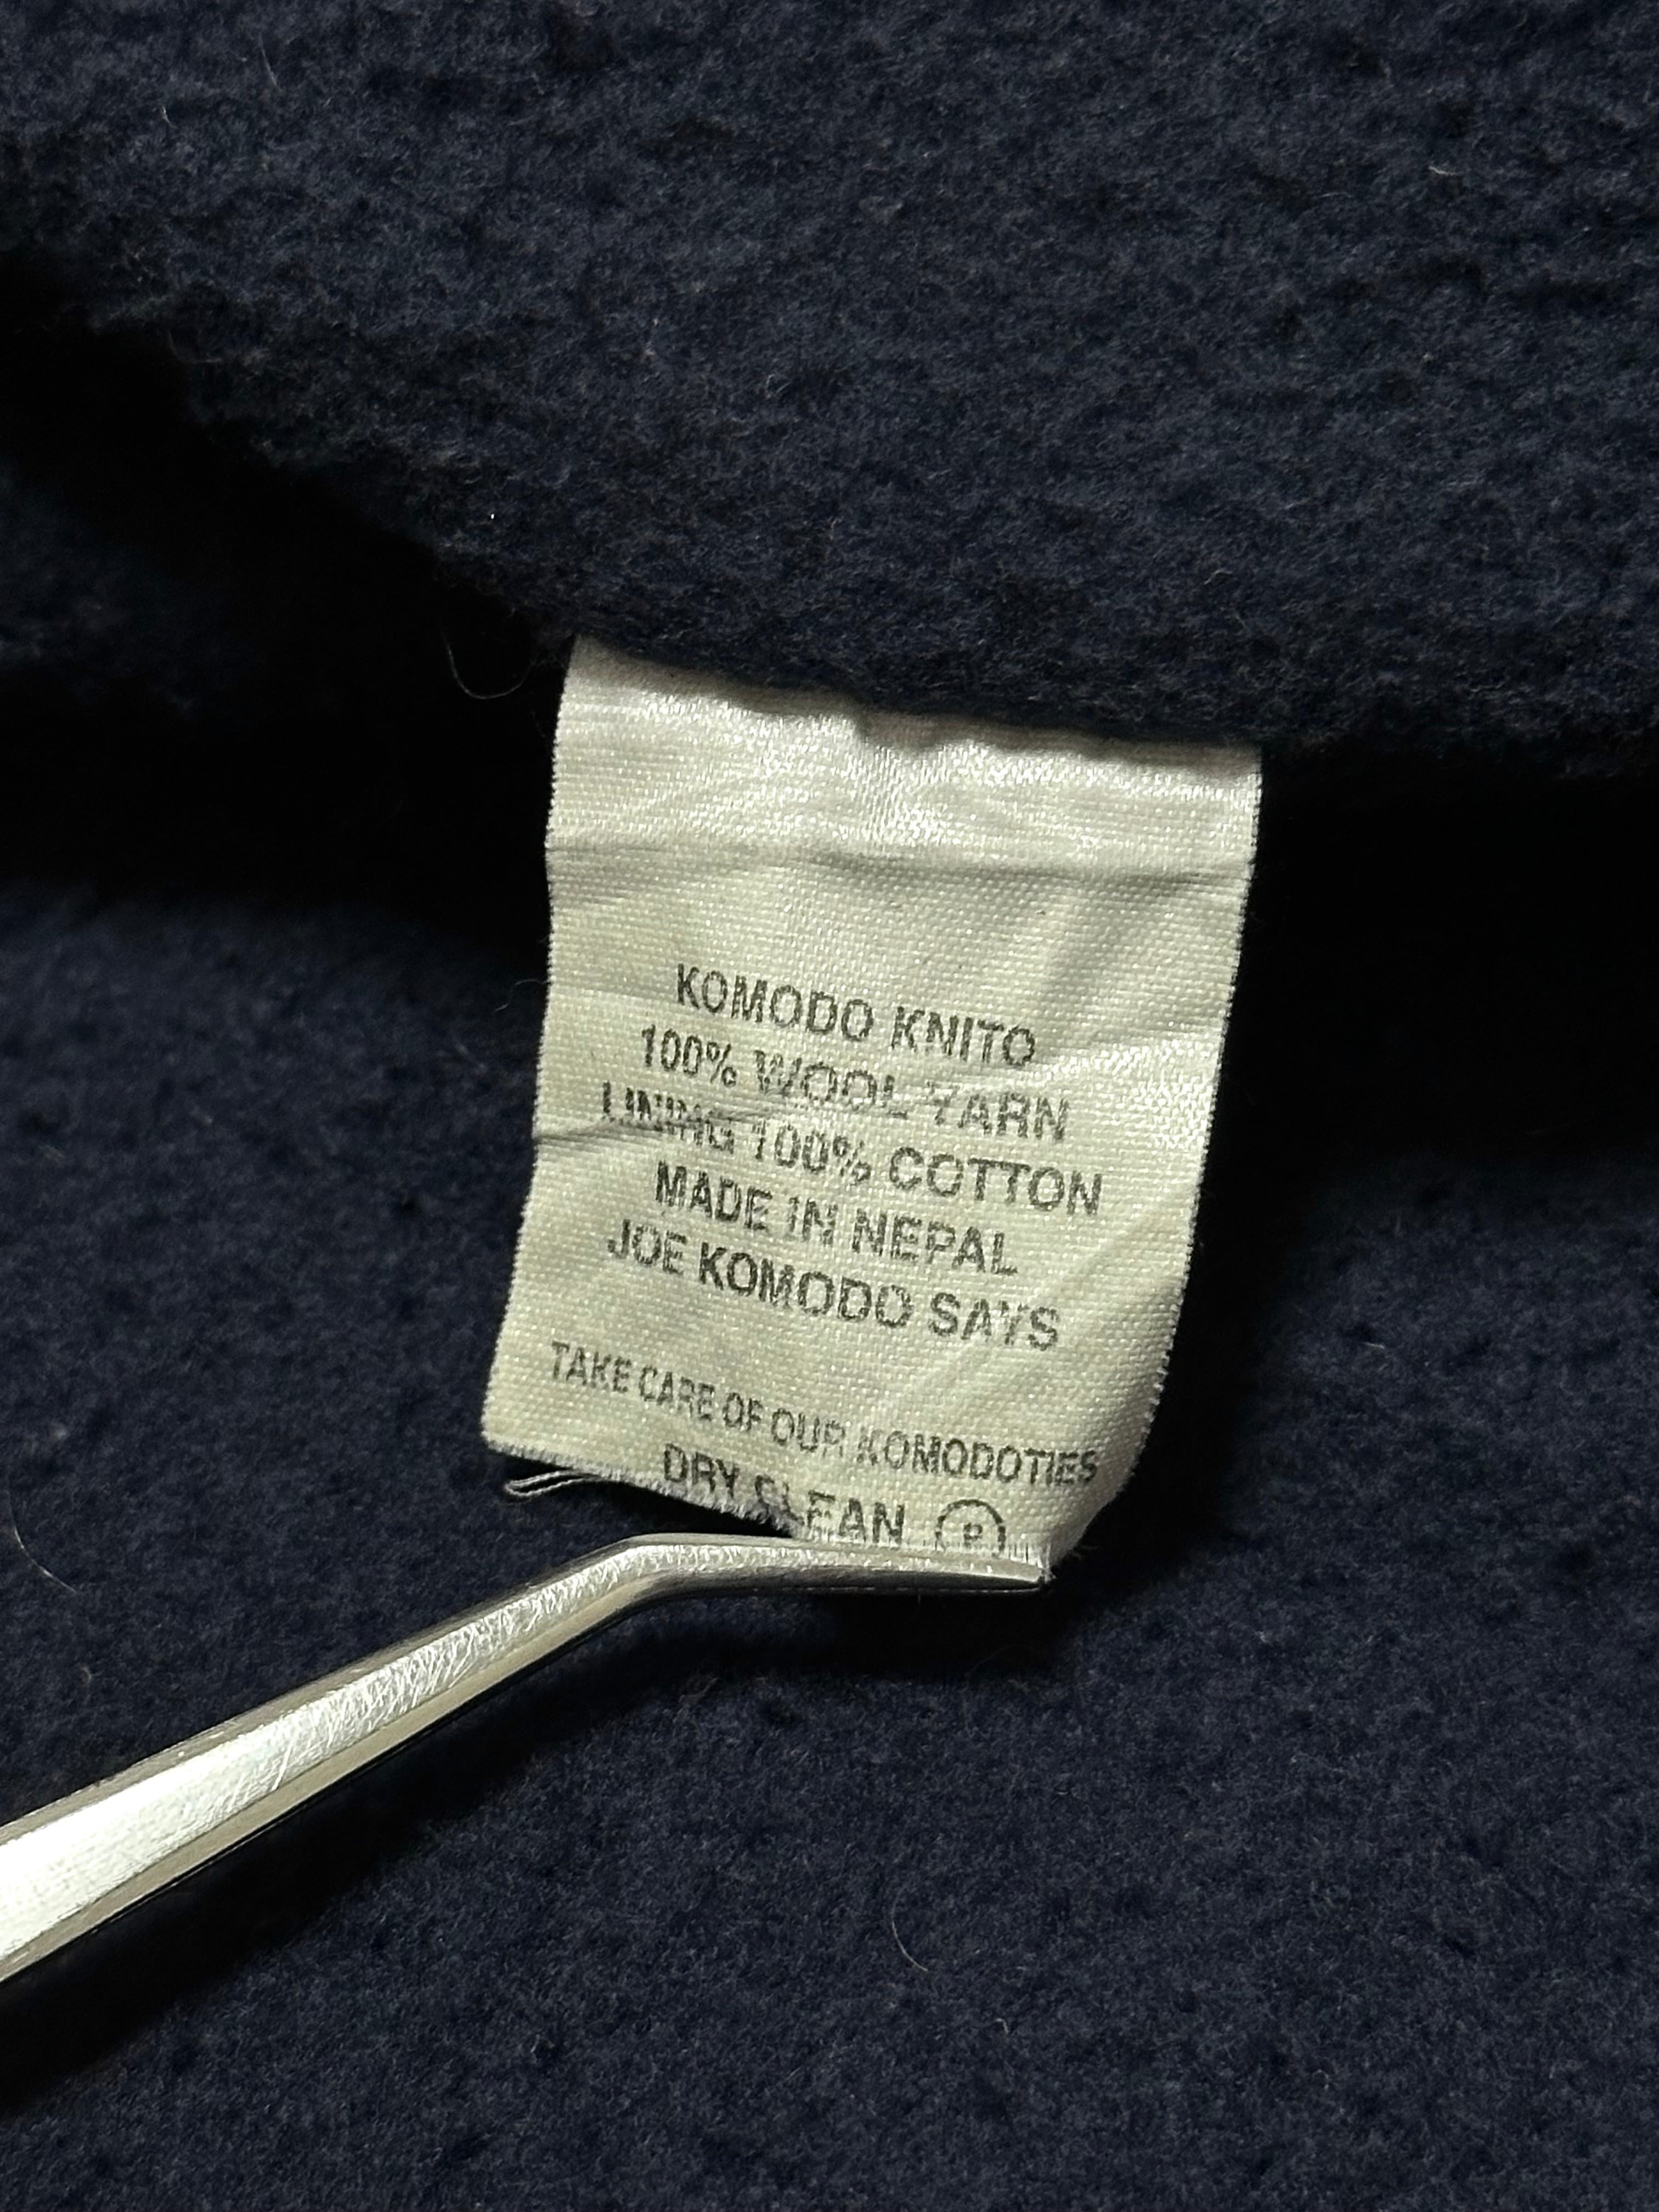 KOMODO KNITO
100% WOOL YARN
LINING 100% COTTON
MADE IN NEPAL
JOE KOMODO SAYS
TAKE CARE OF OUR KOMODOTIES
DRY CLEAN P